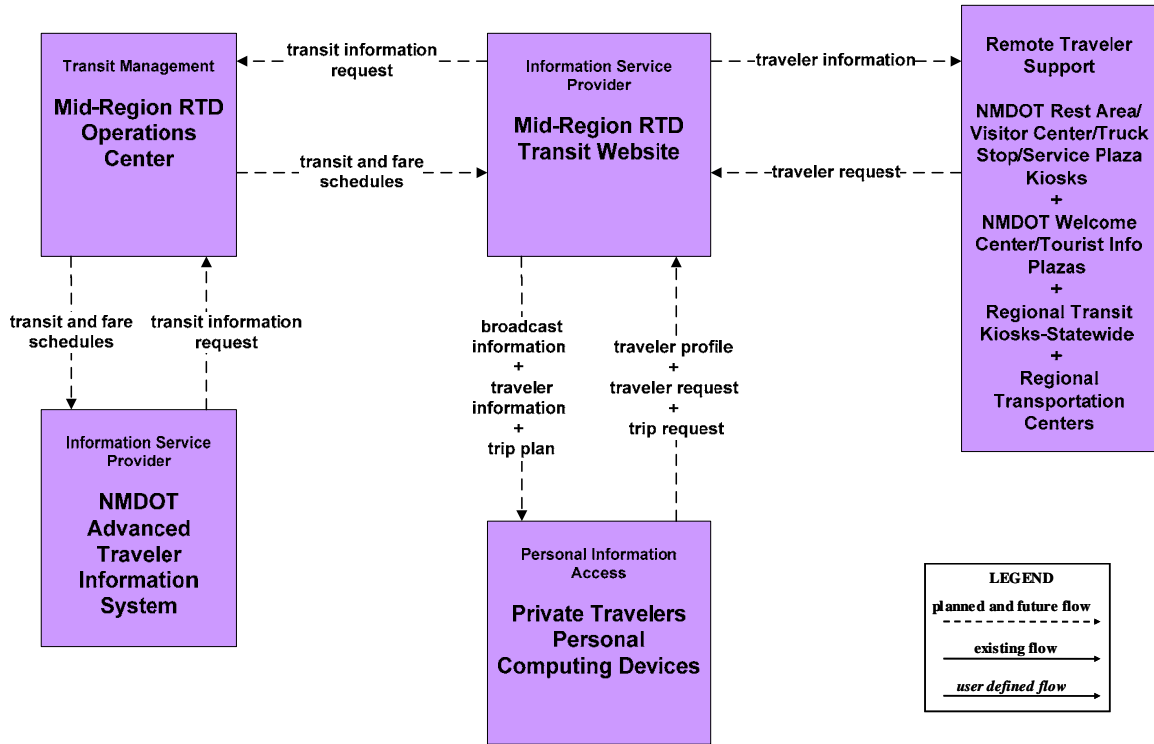 Transit Management
Mid-Region RTD
Operations
Center
transit information
request
transit and fare
schedules
Information Service
Provider
Mid-Region RTD
Transit Website
traveler information
traveler request
Remote Traveler
Support
NMDOT Rest Area/
Visitor Center/Truck
Stop/Service Plaza
Kiosks
+
NMDOT Welcome
Center/Tourist Info
Plazas
+
Regional Transit
Kiosks-Statewide
+
Regional
Transportation
Centers
transit and fare
schedules
transit information
request
broadcast
information
+
traveler
information
+
trip plan
traveler profile
+
traveler request
+
trip request
Information Service
Provider
NMDOT
Advanced
Traveler
Information
System
Personal Information
Access
Private Travelers
Personal
Computing Devices
LEGEND
planned and future flow
existing flow
user defined flow